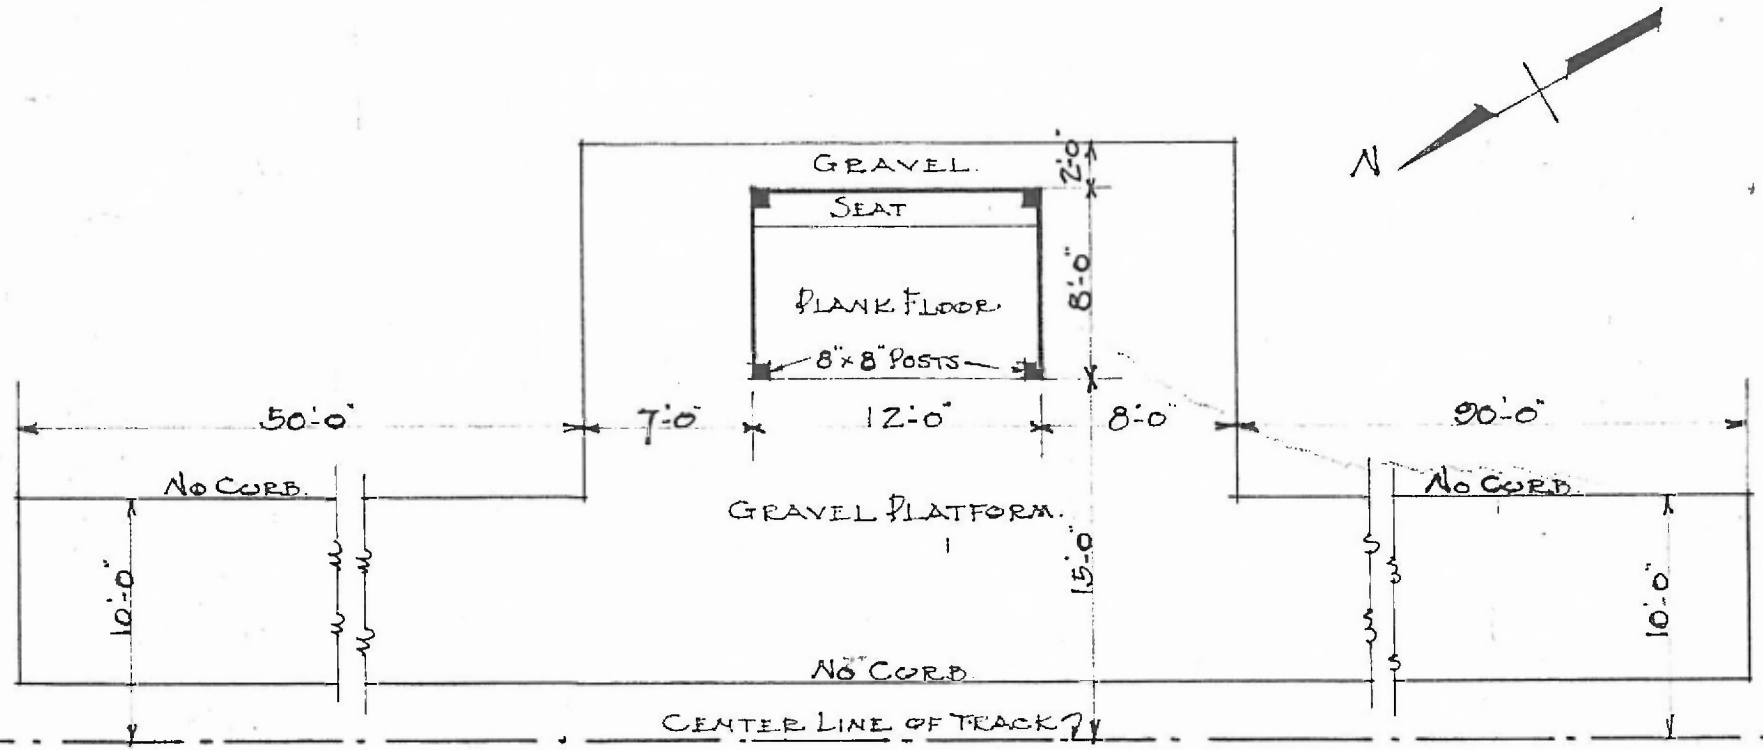 N
GRAVEL.
2'-0"
SEAT
8'-0"
PLANK FLOOR.
8"x8" POSTS
50'-0"
7'-0"
12'-0"
8'-0"
90'-0"
NO CURB.
NO CURB.
GRAVEL PLATFORM.
10'-0"
15'-0"
10'-0"
NO CURB
CENTER LINE OF TRACK